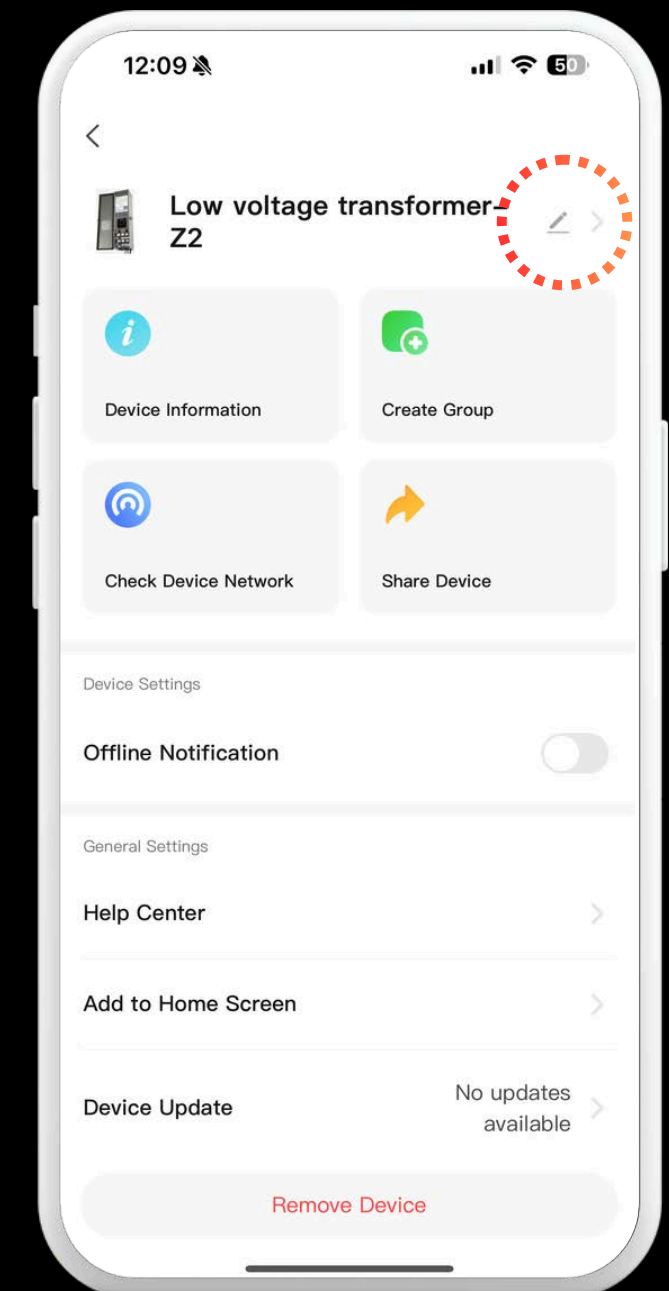 12:09
50
Low voltage transformer-
Z2
Device Information
Create Group
Check Device Network
Share Device
Device Settings
Offline Notification
General Settings
Help Center
Add to Home Screen
Device Update
No updates
available
Remove Device